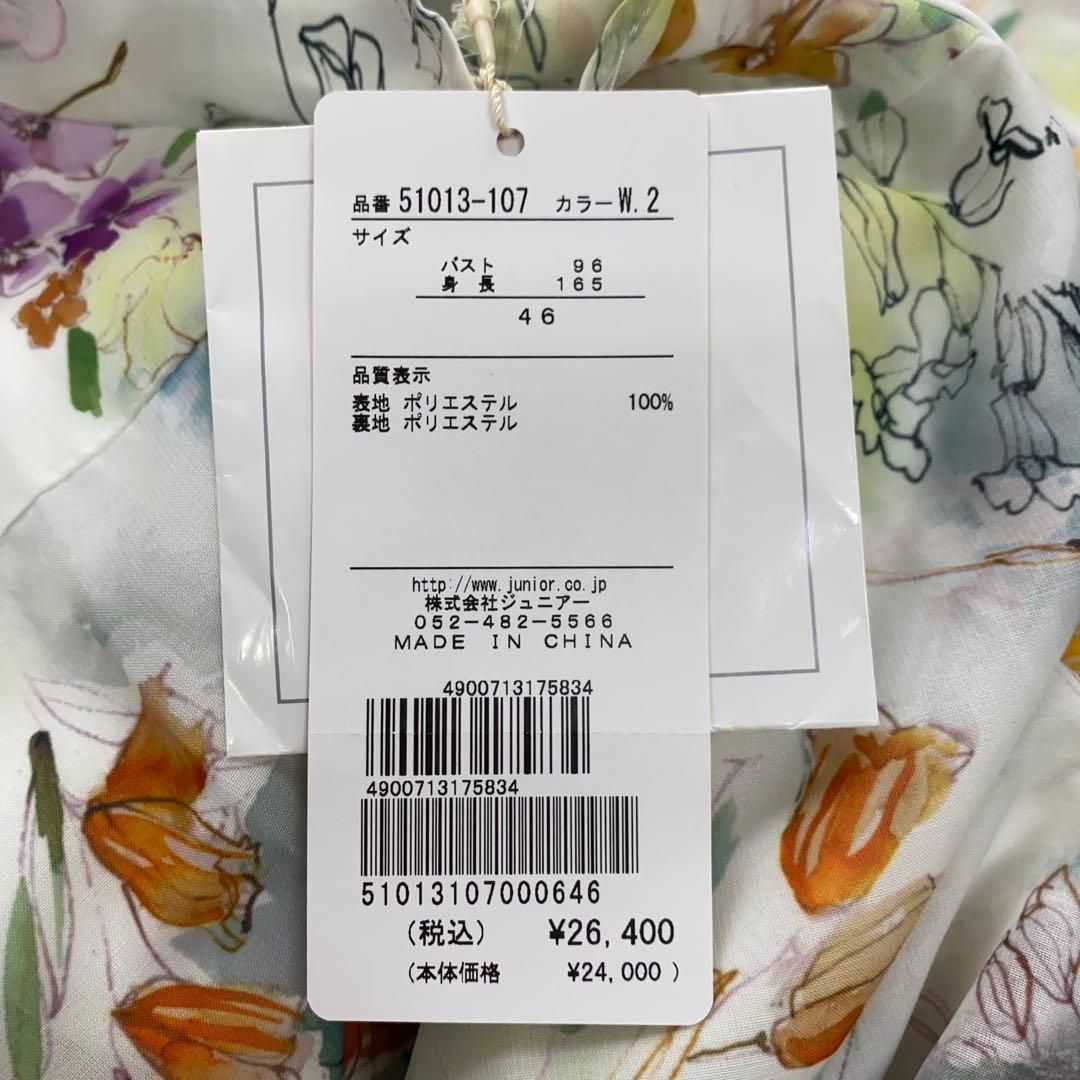 品番 51013-107 カラー W. 2
サイズ
バスト 96
身 長 165
46
品質表示
表地 ポリエステル 100%
裏地 ポリエステル
http://www.junior.co.jp
株式会社ジュニアー
052-482-5566
MADE IN CHINA
4900713175834
4900713175834
51013107000646
(税込) ¥26,400
(本体価格 ¥24,000 )